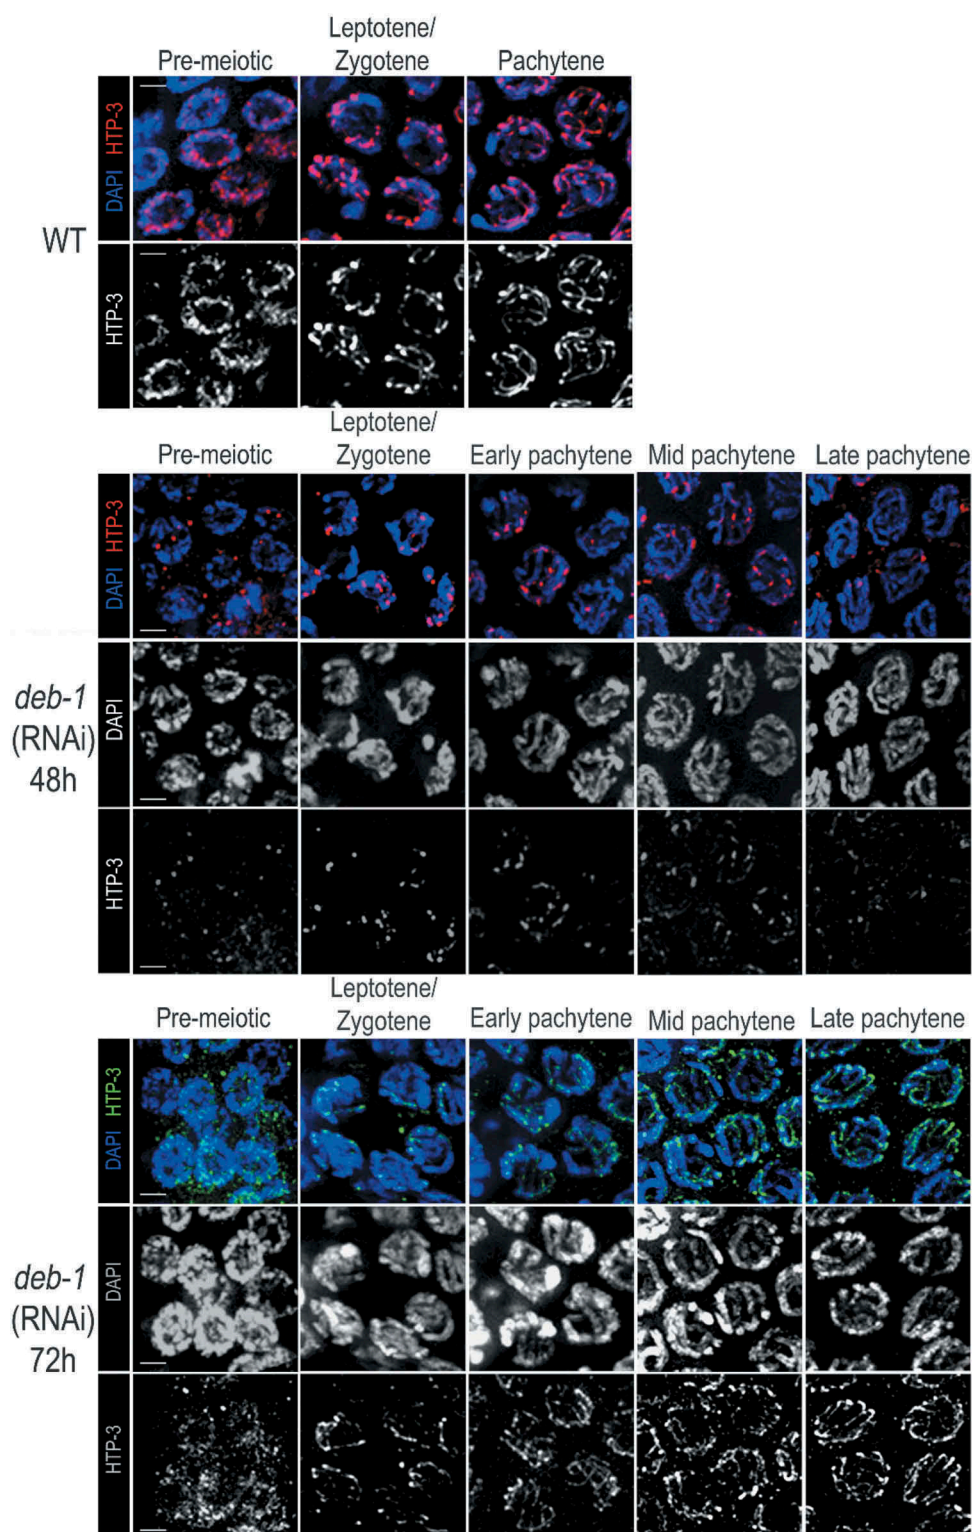 Leptotene/
Pre-meiotic Zygotene Pachytene
DAPI HTP-3
WT
HTP-3
Leptotene/
Pre-meiotic Zygotene Early pachytene Mid pachytene Late pachytene
DAPI HTP-3
deb-1
(RNAi)
48h
DAPI
HTP-3
Leptotene/
Pre-meiotic Zygotene Early pachytene Mid pachytene Late pachytene
DAPI HTP-3
deb-1
(RNAi)
72h
DAPI
HTP-3